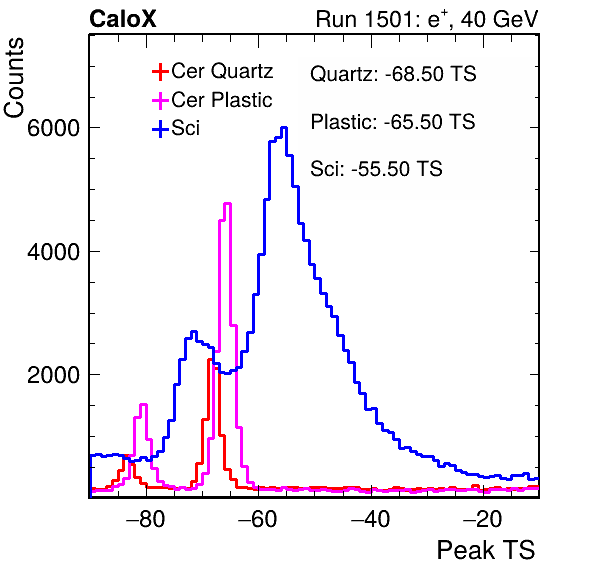 CaloX Run 1501: e⁺, 40 GeV
Counts
Cer Quartz
Cer Plastic
Sci
Quartz: -68.50 TS
Plastic: -65.50 TS
Sci: -55.50 TS
6000
4000
2000
−80 −60 −40 −20
Peak TS